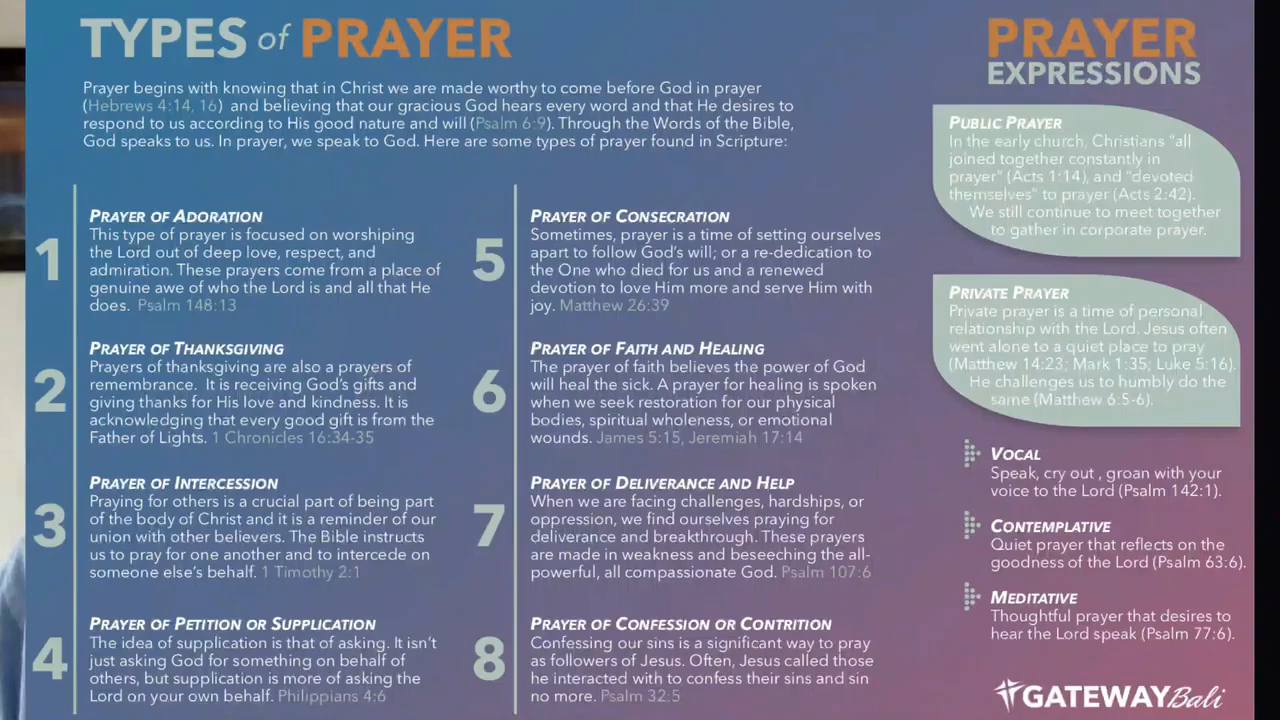 TYPES of PRAYER
Prayer begins with knowing that in Christ we are made worthy to come before God in prayer
(Hebrews 4:14, 16) and believing that our gracious God hears every word and that He desires to
respond to us according to His good nature and will (Psalm 6:9). Through the Words of the Bible,
God speaks to us. In prayer, we speak to God. Here are some types of prayer found in Scripture:
1
PRAYER OF ADORATION
This type of prayer is focused on worshiping
the Lord out of deep love, respect, and
admiration. These prayers come from a place of
genuine awe of who the Lord is and all that He
does. Psalm 148:13
2
PRAYER OF THANKSGIVING
Prayers of thanksgiving are also a prayers of
remembrance. It is receiving God's gifts and
giving thanks for His love and kindness. It is
acknowledging that every good gift is from the
Father of Lights. 1 Chronicles 16:34-35
3
PRAYER OF INTERCESSION
Praying for others is a crucial part of being part
of the body of Christ and it is a reminder of our
union with other believers. The Bible instructs
us to pray for one another and to intercede on
someone else's behalf. 1 Timothy 2:1
4
PRAYER OF PETITION OR SUPPLICATION
The idea of supplication is that of asking. It isn't
just asking God for something on behalf of
others, but supplication is more of asking the
Lord on your own behalf. Philippians 4:6
5
PRAYER OF CONSECRATION
Sometimes, prayer is a time of setting ourselves
apart to follow God's will; or a re-dedication to
the One who died for us and a renewed
devotion to love Him more and serve Him with
joy. Matthew 26:39
6
PRAYER OF FAITH AND HEALING
The prayer of faith believes the power of God
will heal the sick. A prayer for healing is spoken
when we seek restoration for our physical
bodies, spiritual wholeness, or emotional
wounds. James 5:15, Jeremiah 17:14
7
PRAYER OF DELIVERANCE AND HELP
When we are facing challenges, hardships, or
oppression, we find ourselves praying for
deliverance and breakthrough. These prayers
are made in weakness and beseeching the all-
powerful, all compassionate God. Psalm 107:6
8
PRAYER OF CONFESSION OR CONTRITION
Confessing our sins is a significant way to pray
as followers of Jesus. Often, Jesus called those
he interacted with to confess their sins and sin
no more. Psalm 32:5
PRAYER
EXPRESSIONS
PUBLIC PRAYER
In the early church, Christians "all
joined together constantly in
prayer" (Acts 1:14), and "devoted
themselves" to prayer (Acts 2:42).
We still continue to meet together
to gather in corporate prayer.
PRIVATE PRAYER
Private prayer is a time of personal
relationship with the Lord. Jesus often
went alone to a quiet place to pray
(Matthew 14:23; Mark 1:35; Luke 5:16).
He challenges us to humbly do the
same (Matthew 6:5-6).
VOCAL
Speak, cry out , groan with your
voice to the Lord (Psalm 142:1).
CONTEMPLATIVE
Quiet prayer that reflects on the
goodness of the Lord (Psalm 63:6).
MEDITATIVE
Thoughtful prayer that desires to
hear the Lord speak (Psalm 77:6).
GATEWAY Bali